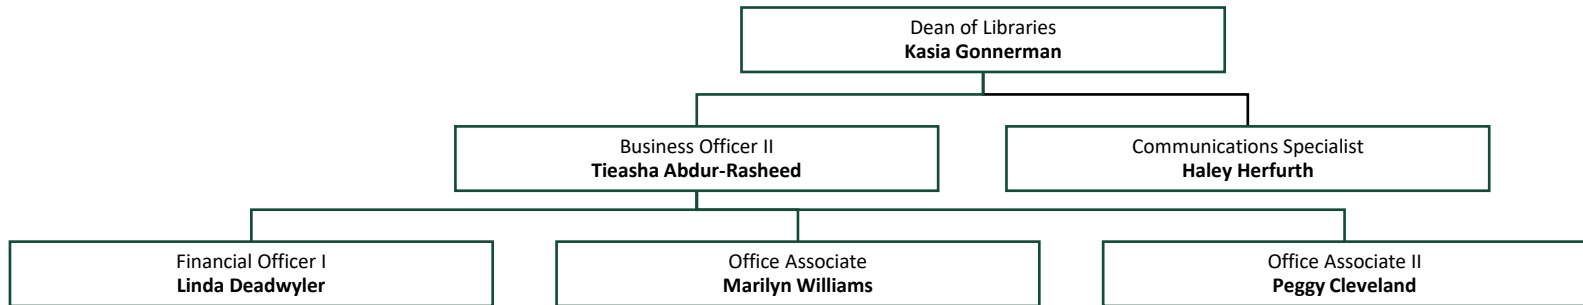 Dean of Libraries
Kasia Gonnerman
Business Officer II
Tieasha Abdur-Rasheed
Communications Specialist
Haley Herfurth
Financial Officer I
Linda Deadwyler
Office Associate
Marilyn Williams
Office Associate II
Peggy Cleveland